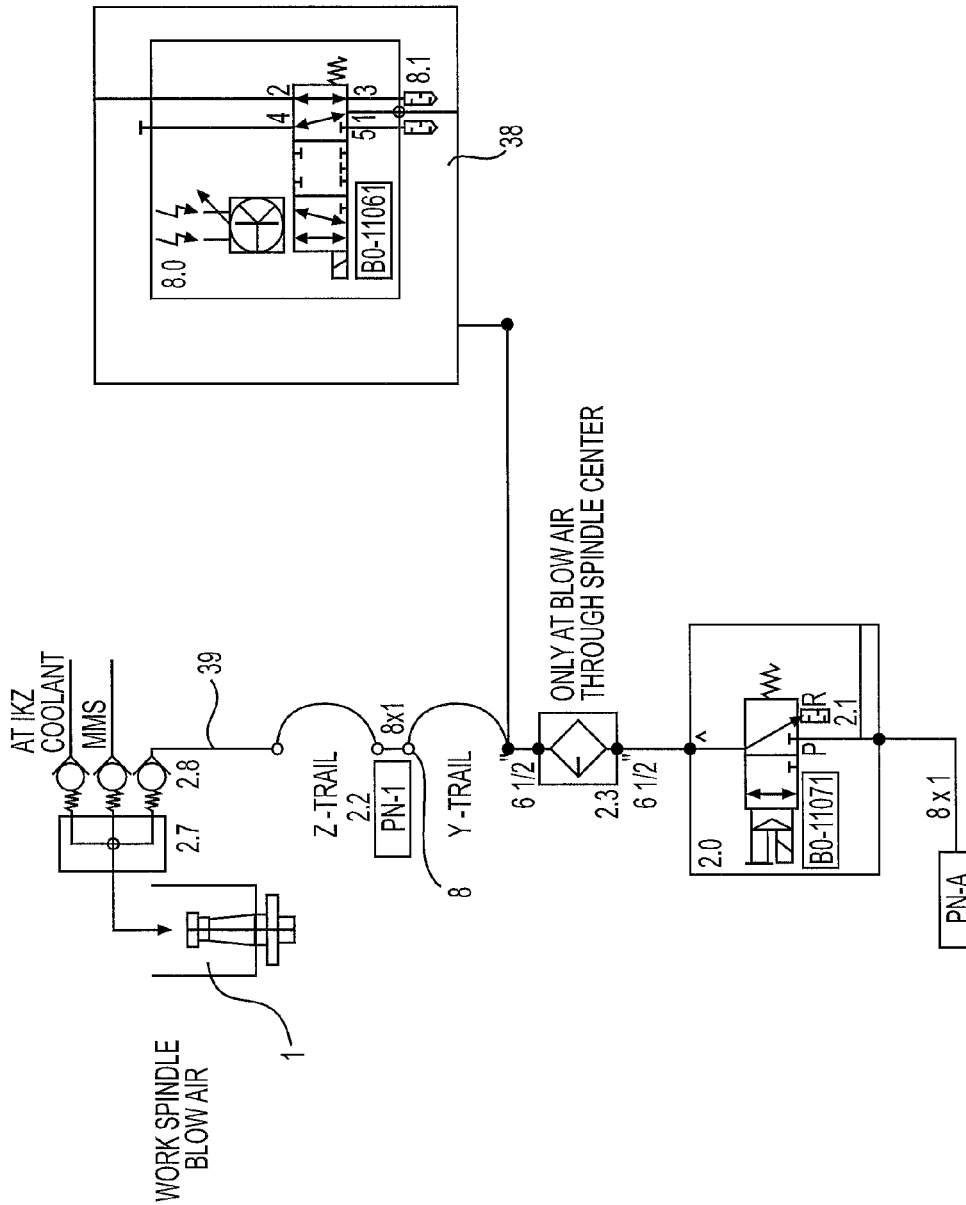 AT IKZ
COOLANT
MMS
2.8
2.7
39
WORK SPINDLE
BLOW AIR
1
Z-TRAIL
2.2
PN-1
8x1
8
Y-TRAIL
8.0
4
2
5
1
3
8.1
B0-11061
38
6 1/2
"
2.3
6 1/2
"
ONLY AT BLOW AIR
THROUGH SPINDLE CENTER
2.0
P
R
2.1
B0-11071
8 x 1
PN-A